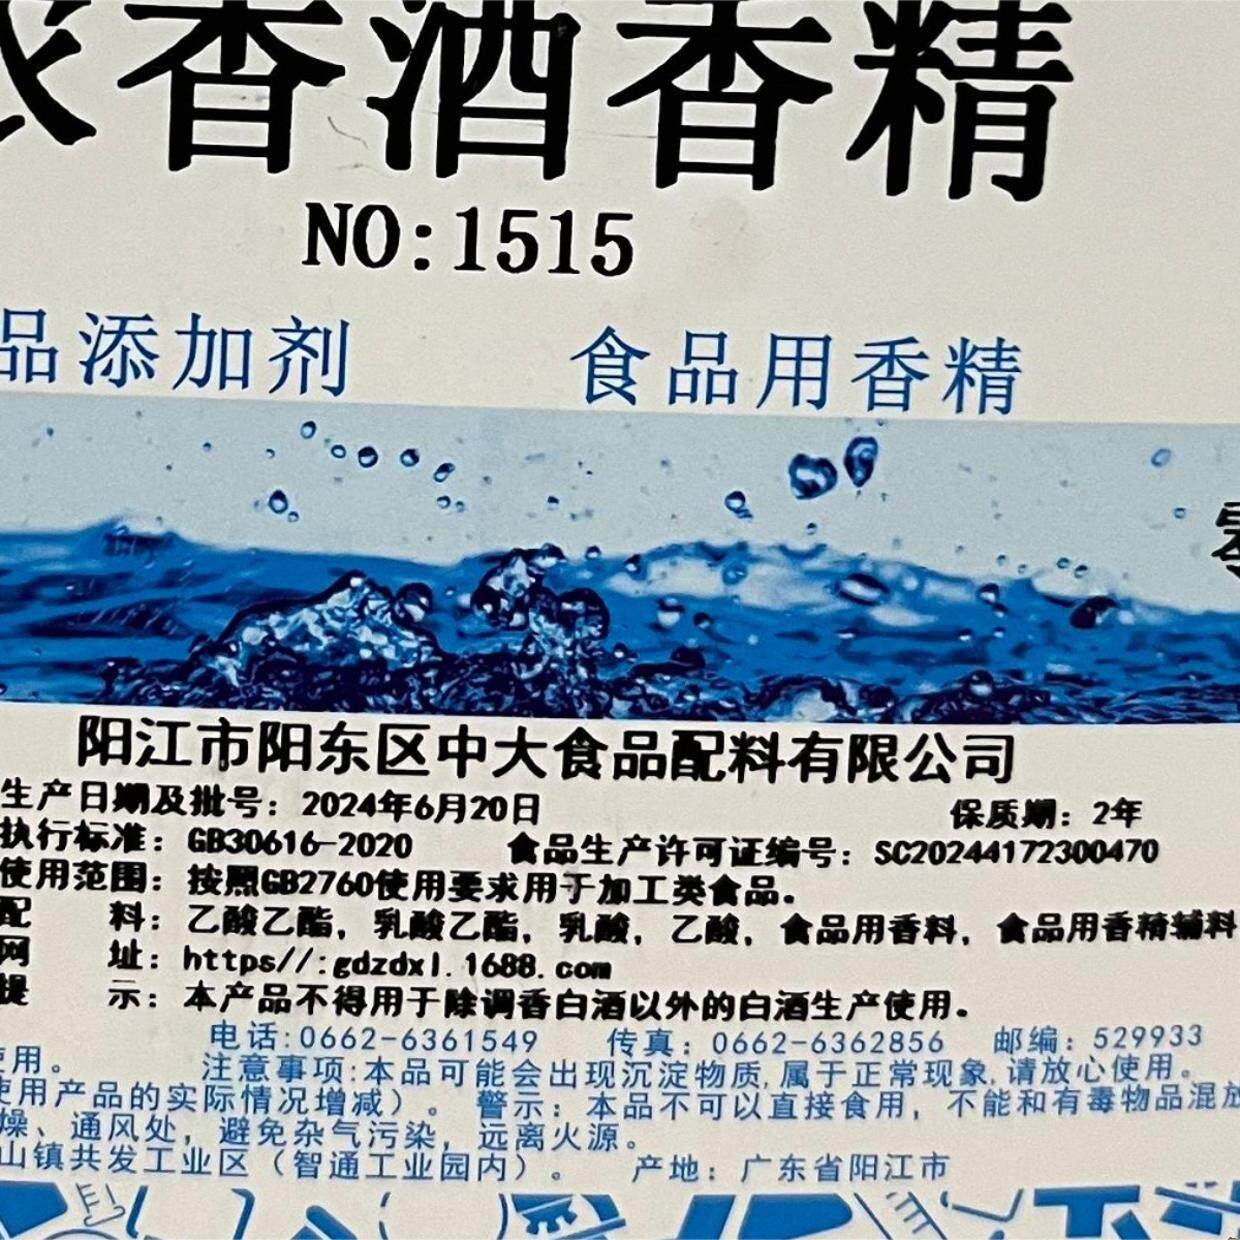 浓香酒香精
NO:1515
品添加剂 食品用香精
零
阳江市阳东区中大食品配料有限公司
生产日期及批号：2024年6月20日 保质期：2年
执行标准：GB30616-2020 食品生产许可证编号：SC20244172300470
使用范围：按照GB2760使用要求用于加工类食品。
配 料：乙酸乙酯，乳酸乙酯，乳酸，乙酸，食品用香料，食品用香精辅料
网 址：https//:gdzdxl.1688.com
提 示：本产品不得用于除调香白酒以外的白酒生产使用。
电话:0662-6361549 传真：0662-6362856 邮编：529933
使用。 注意事项:本品可能会出现沉淀物质,属于正常现象,请放心使用。
使用产品的实际情况增减）。 警示：本品不可以直接食用，不能和有毒物品混放
燥、通风处，避免杂气污染，远离火源。
山镇共发工业区（智通工业园内）。 产地：广东省阳江市